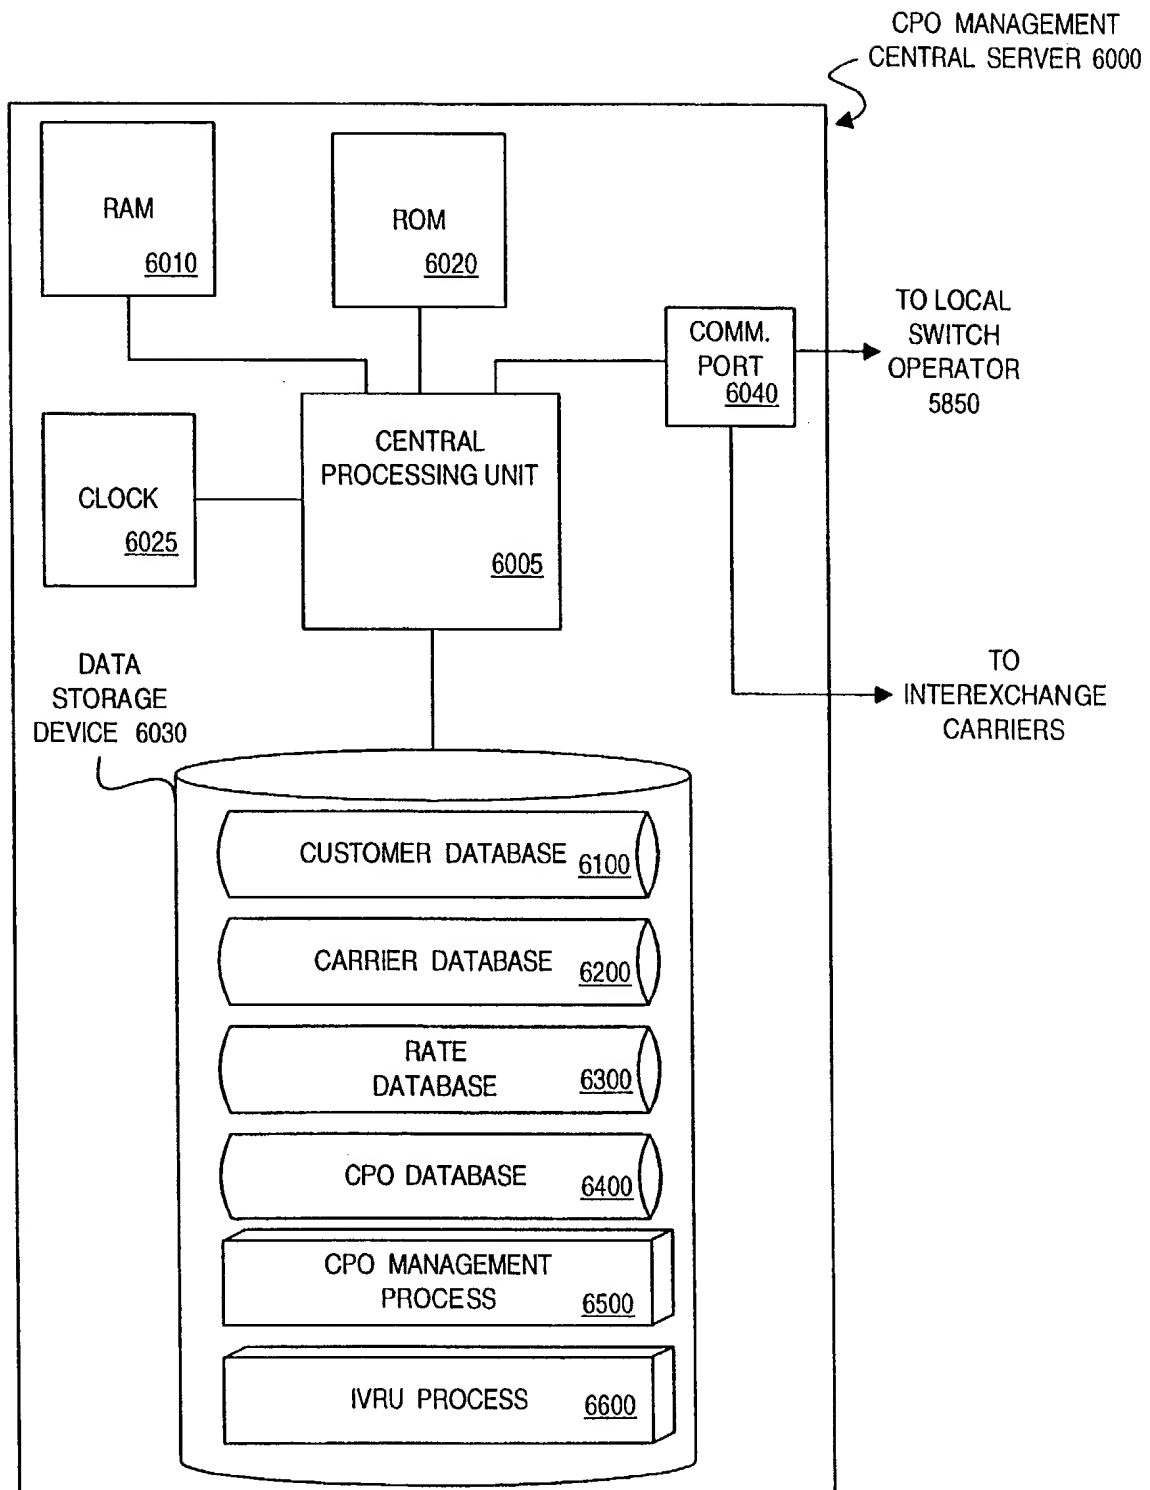 CPO MANAGEMENT
CENTRAL SERVER 6000
RAM
6010
ROM
6020
COMM.
PORT
6040
TO LOCAL
SWITCH
OPERATOR
5850
CLOCK
6025
CENTRAL
PROCESSING UNIT
6005
TO
INTEREXCHANGE
CARRIERS
DATA
STORAGE
DEVICE 6030
CUSTOMER DATABASE 6100
CARRIER DATABASE 6200
RATE
DATABASE 6300
CPO DATABASE 6400
CPO MANAGEMENT
PROCESS 6500
IVRU PROCESS 6600